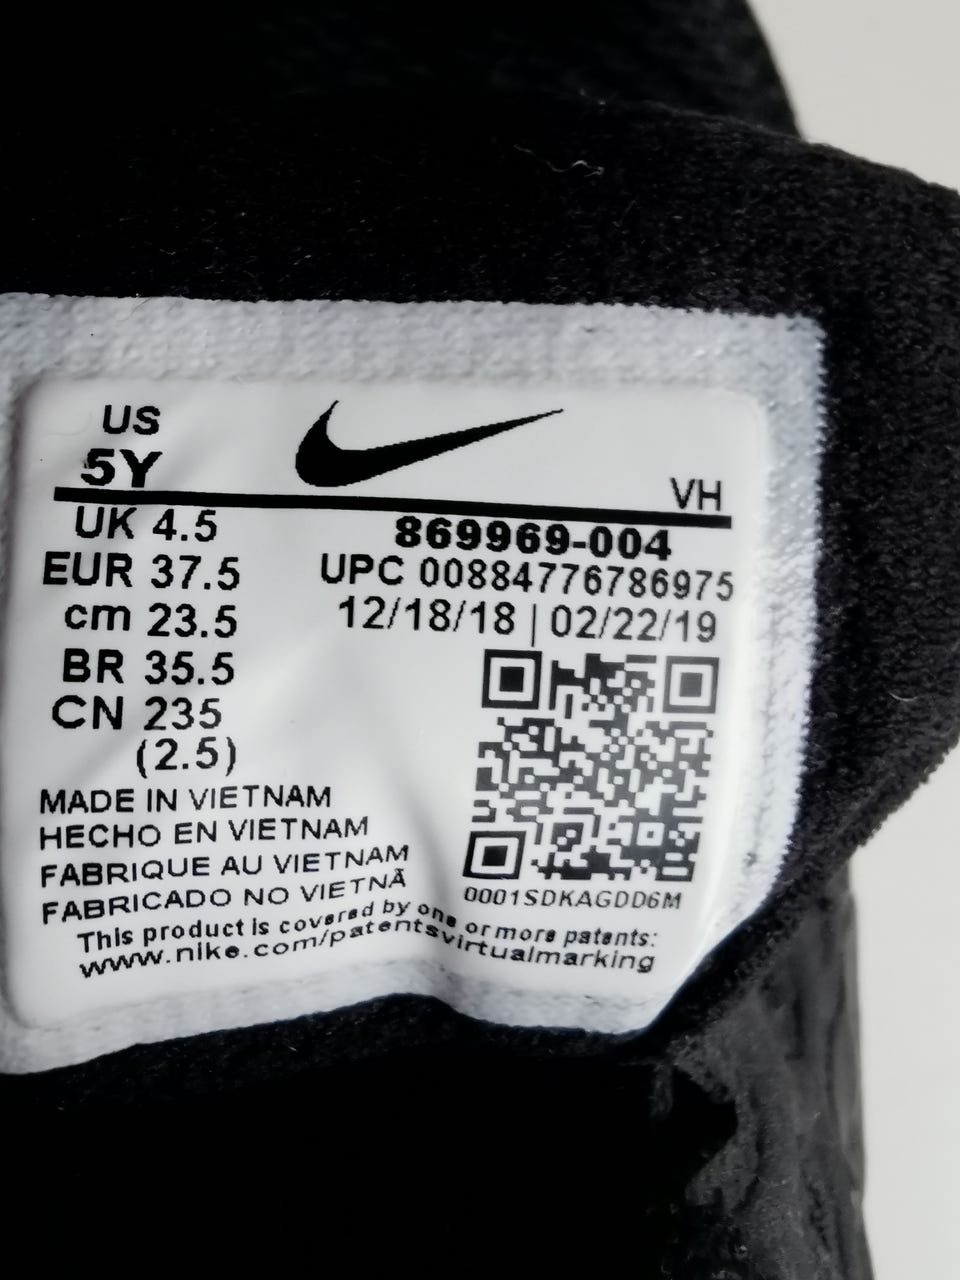 US
5Y
VH
UK 4.5
EUR 37.5
cm 23.5
BR 35.5
CN 235
(2.5)
869969-004
UPC 00884776786975
12/18/18 | 02/22/19
0001SDKAGDD6M
MADE IN VIETNAM
HECHO EN VIETNAM
FABRIQUE AU VIETNAM
FABRICADO NO VIETNÃ
This product is covered by one or more patents:
www.nike.com/patentsvirtualmarking